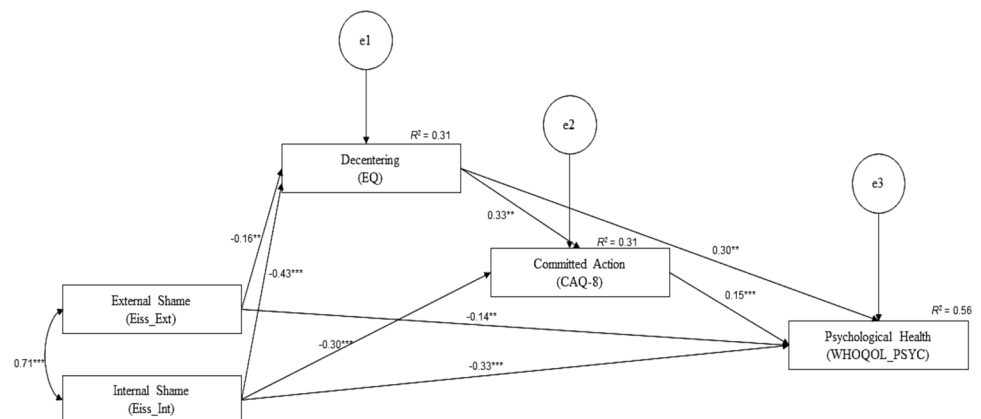 e1
R² = 0.31
e2
Decentering
(EQ)
e3
0.33**
-0.16**
R² = 0.31
0.30**
Committed Action
(CAQ-8)
-0.43***
External Shame
(Eiss_Ext)
0.15***
R² = 0.56
-0.14**
Psychological Health
(WHOQOL_PSYC)
-0.30***
0.71***
-0.33***
Internal Shame
(Eiss_Int)